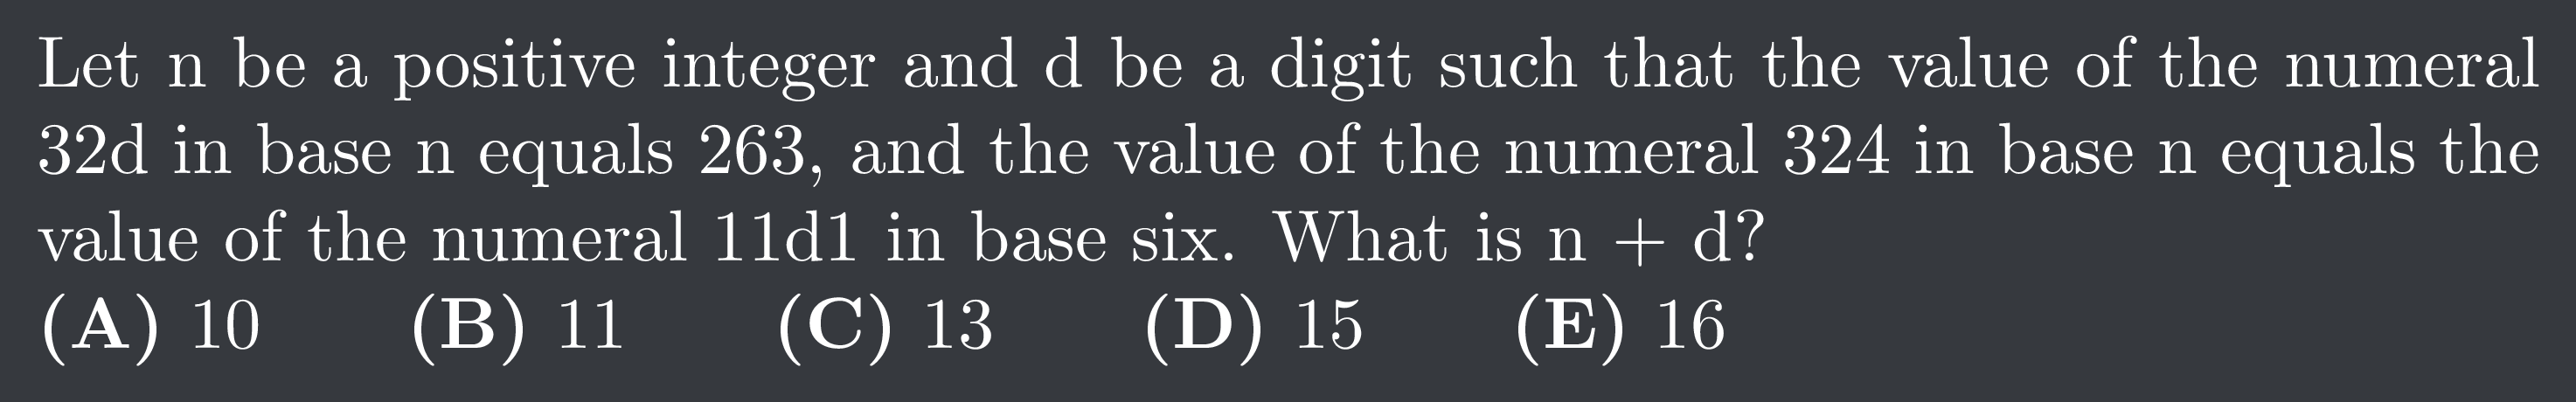 Let n be a positive integer and d be a digit such that the value of the numeral
32d in base n equals 263, and the value of the numeral 324 in base n equals the
value of the numeral 11d1 in base six. What is n + d?
(A) 10 (B) 11 (C) 13 (D) 15 (E) 16